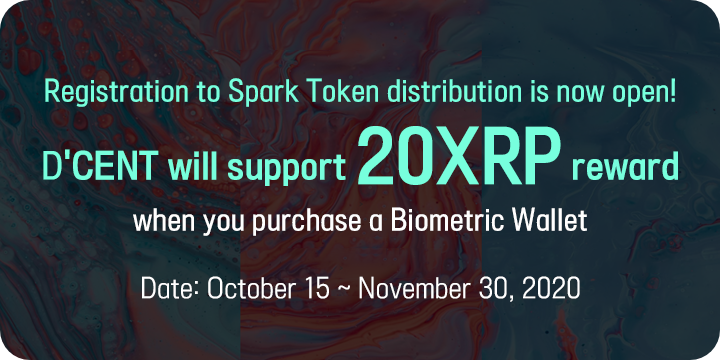 Registration to Spark Token distribution is now open!
D'CENT will support 20XRP reward
when you purchase a Biometric Wallet
Date: October 15 ~ November 30, 2020